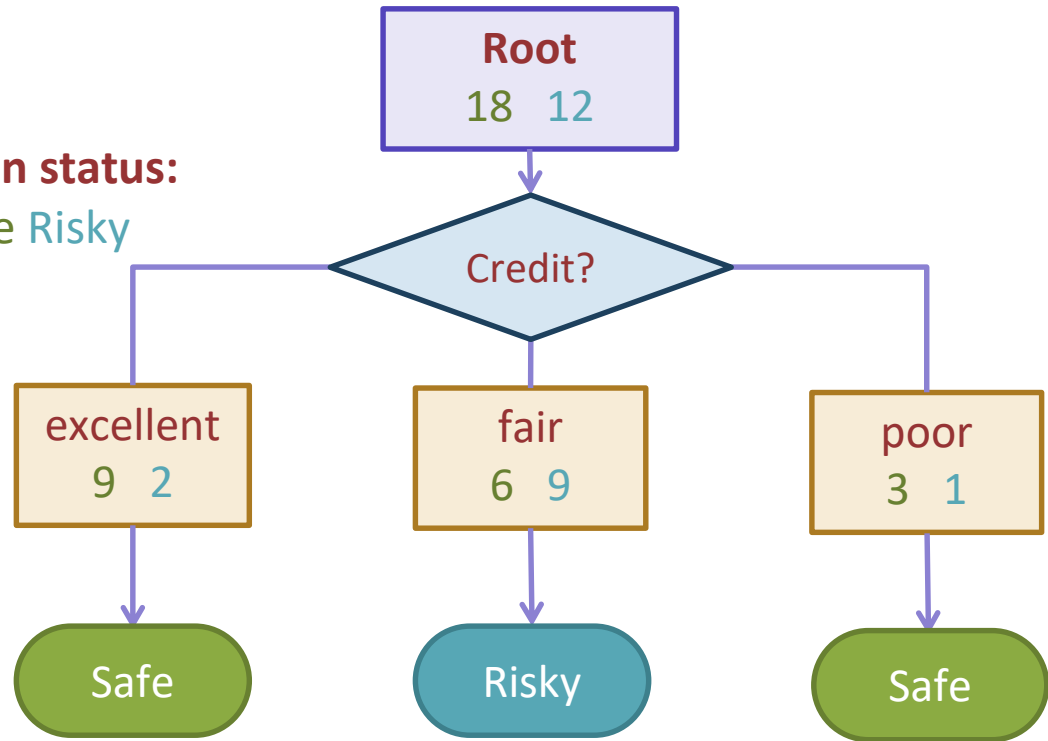 Root
18 12
n status:
e Risky
Credit?
excellent
9 2
fair
6 9
poor
3 1
Safe
Risky
Safe